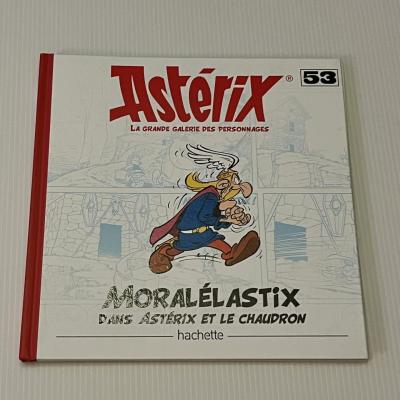 Astérix ®
53
La grande galerie des personnages
Moralélastix
dans Astérix et le chaudron
hachette